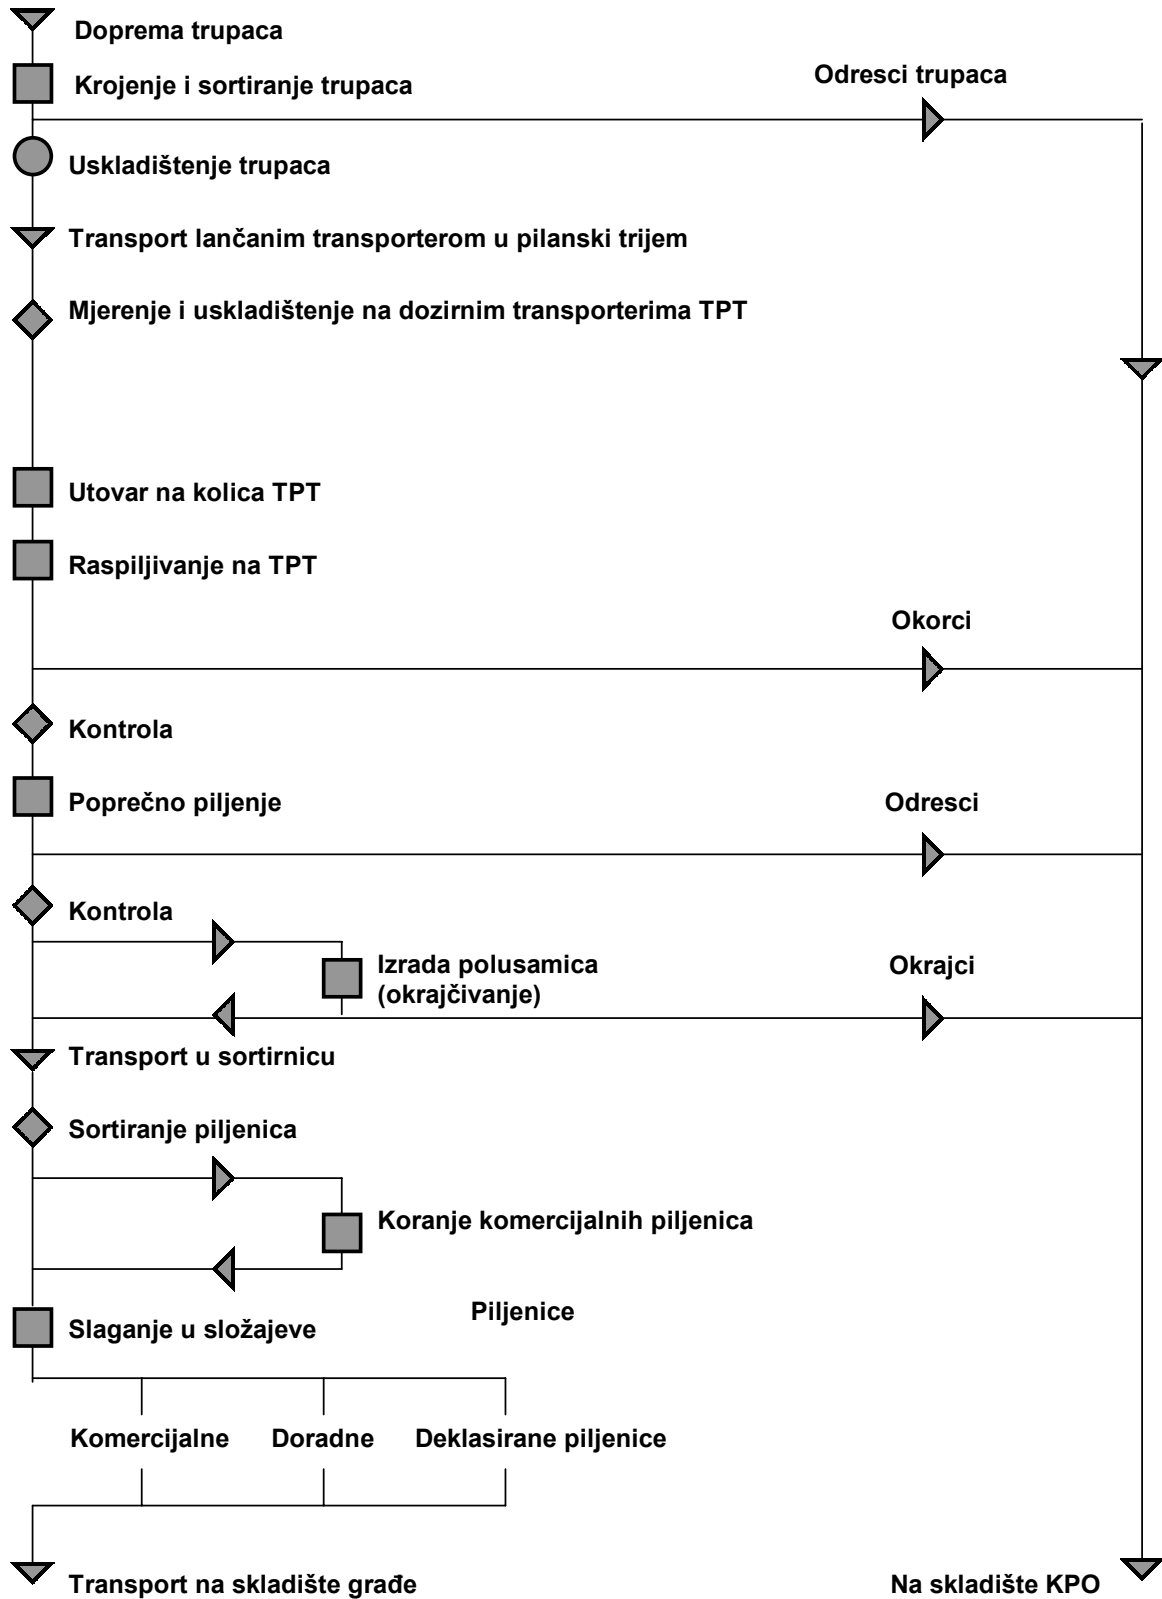 Doprema trupaca
Krojenje i sortiranje trupaca
Odresci trupaca
Uskladištenje trupaca
Transport lančanim transporterom u pilanski trijem
Mjerenje i uskladištenje na dozirnim transporterima TPT
Utovar na kolica TPT
Raspiljivanje na TPT
Okorci
Kontrola
Poprečno piljenje
Odresci
Kontrola
Izrada polusamica
(okrajčivanje)
Okrajci
Transport u sortirnicu
Sortiranje piljenica
Koranje komercijalnih piljenica
Piljenice
Slaganje u složajeve
Komercijalne
Doradne
Deklasirane piljenice
Transport na skladište građe
Na skladište KPO